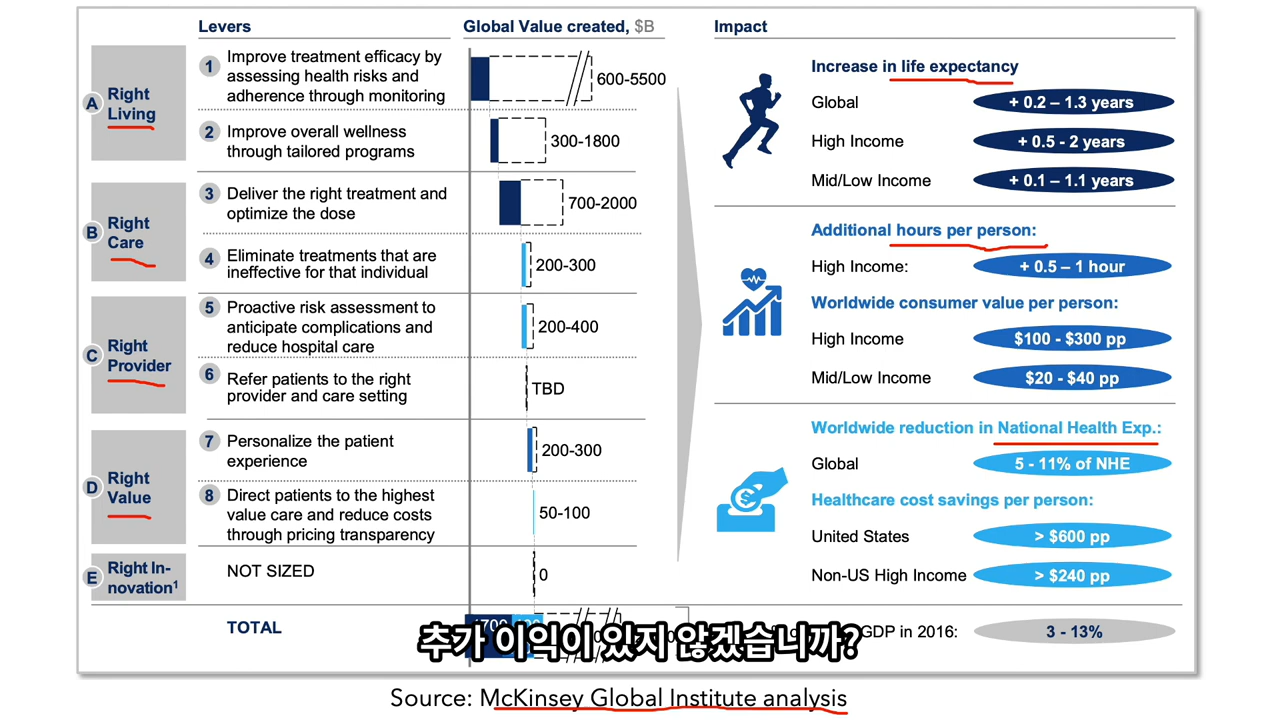 Levers
Global Value created, $B
Impact
A
Right
Living
1
Improve treatment efficacy by
assessing health risks and
adherence through monitoring
600-5500
2
Improve overall wellness
through tailored programs
300-1800
B
Right
Care
3
Deliver the right treatment and
optimize the dose
700-2000
4
Eliminate treatments that are
ineffective for that individual
200-300
C
Right
Provider
5
Proactive risk assessment to
anticipate complications and
reduce hospital care
200-400
6
Refer patients to the right
provider and care setting
TBD
D
Right
Value
7
Personalize the patient
experience
200-300
8
Direct patients to the highest
value care and reduce costs
through pricing transparency
50-100
E
Right In-
novation¹
NOT SIZED
0
TOTAL
Increase in life expectancy
Global
+ 0.2 – 1.3 years
High Income
+ 0.5 - 2 years
Mid/Low Income
+ 0.1 – 1.1 years
Additional hours per person:
High Income:
+ 0.5 – 1 hour
Worldwide consumer value per person:
High Income
$100 - $300 pp
Mid/Low Income
$20 - $40 pp
Worldwide reduction in National Health Exp.:
Global
5 - 11% of NHE
Healthcare cost savings per person:
United States
> $600 pp
Non-US High Income
> $240 pp
GDP in 2016:
3 - 13%
추가 이익이 있지 않겠습니까?
Source: McKinsey Global Institute analysis